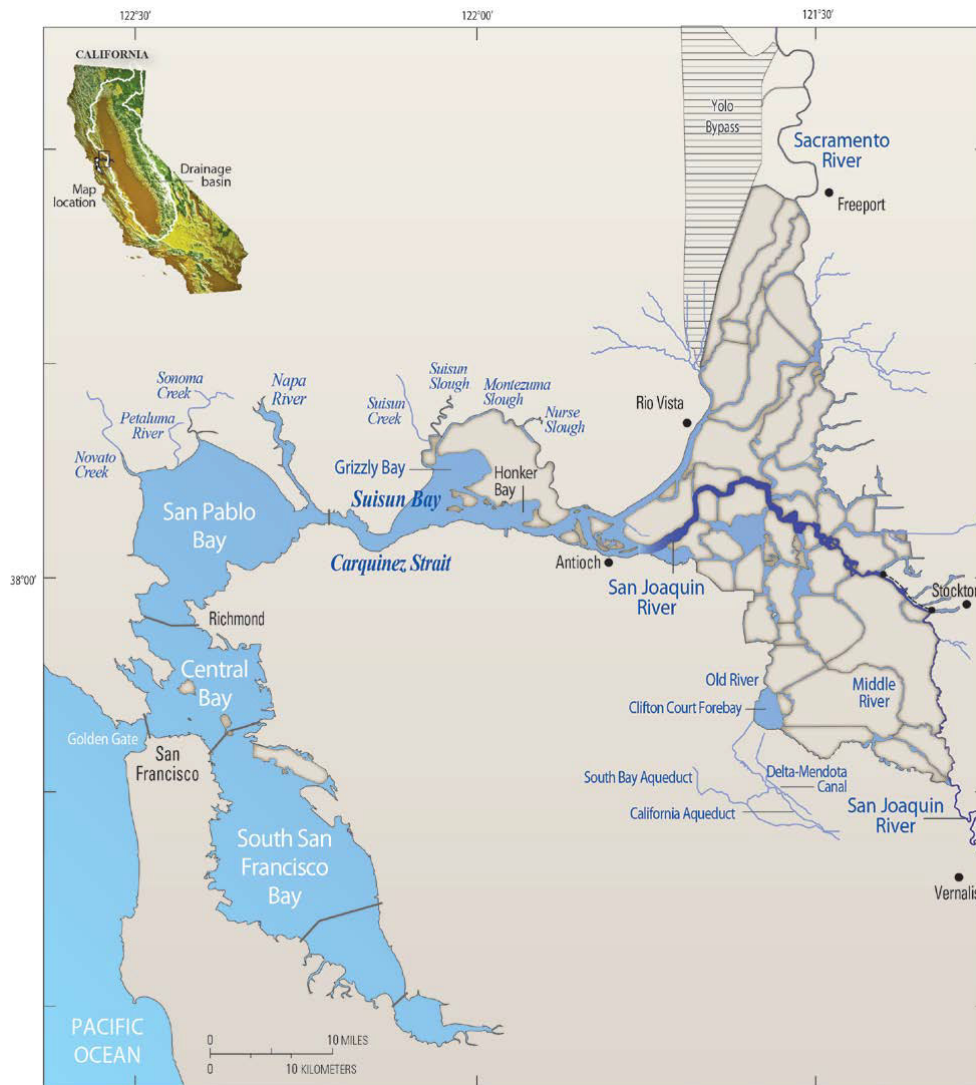 122°30'
122°00'
121°30'
CALIFORNIA
Map
location
Drainage
basin
Yolo
Bypass
Sacramento
River
Freeport
Sonoma
Creek
Napa
River
Petaluma
River
Novato
Creek
Suisun
Creek
Suisun
Slough
Montezuma
Slough
Nurse
Slough
Rio Vista
Grizzly Bay
Honker
Bay
Suisun Bay
San Pablo
Bay
Carquinez Strait
Antioch
38°00'
San Joaquin
River
Stockton
Richmond
Central
Bay
Old River
Middle
River
Clifton Court Forebay
Golden Gate
San
Francisco
South Bay Aqueduct
Delta-Mendota
Canal
California Aqueduct
San Joaquin
River
South San
Francisco
Bay
Vernalis
PACIFIC
OCEAN
0 10 MILES
0 10 KILOMETERS